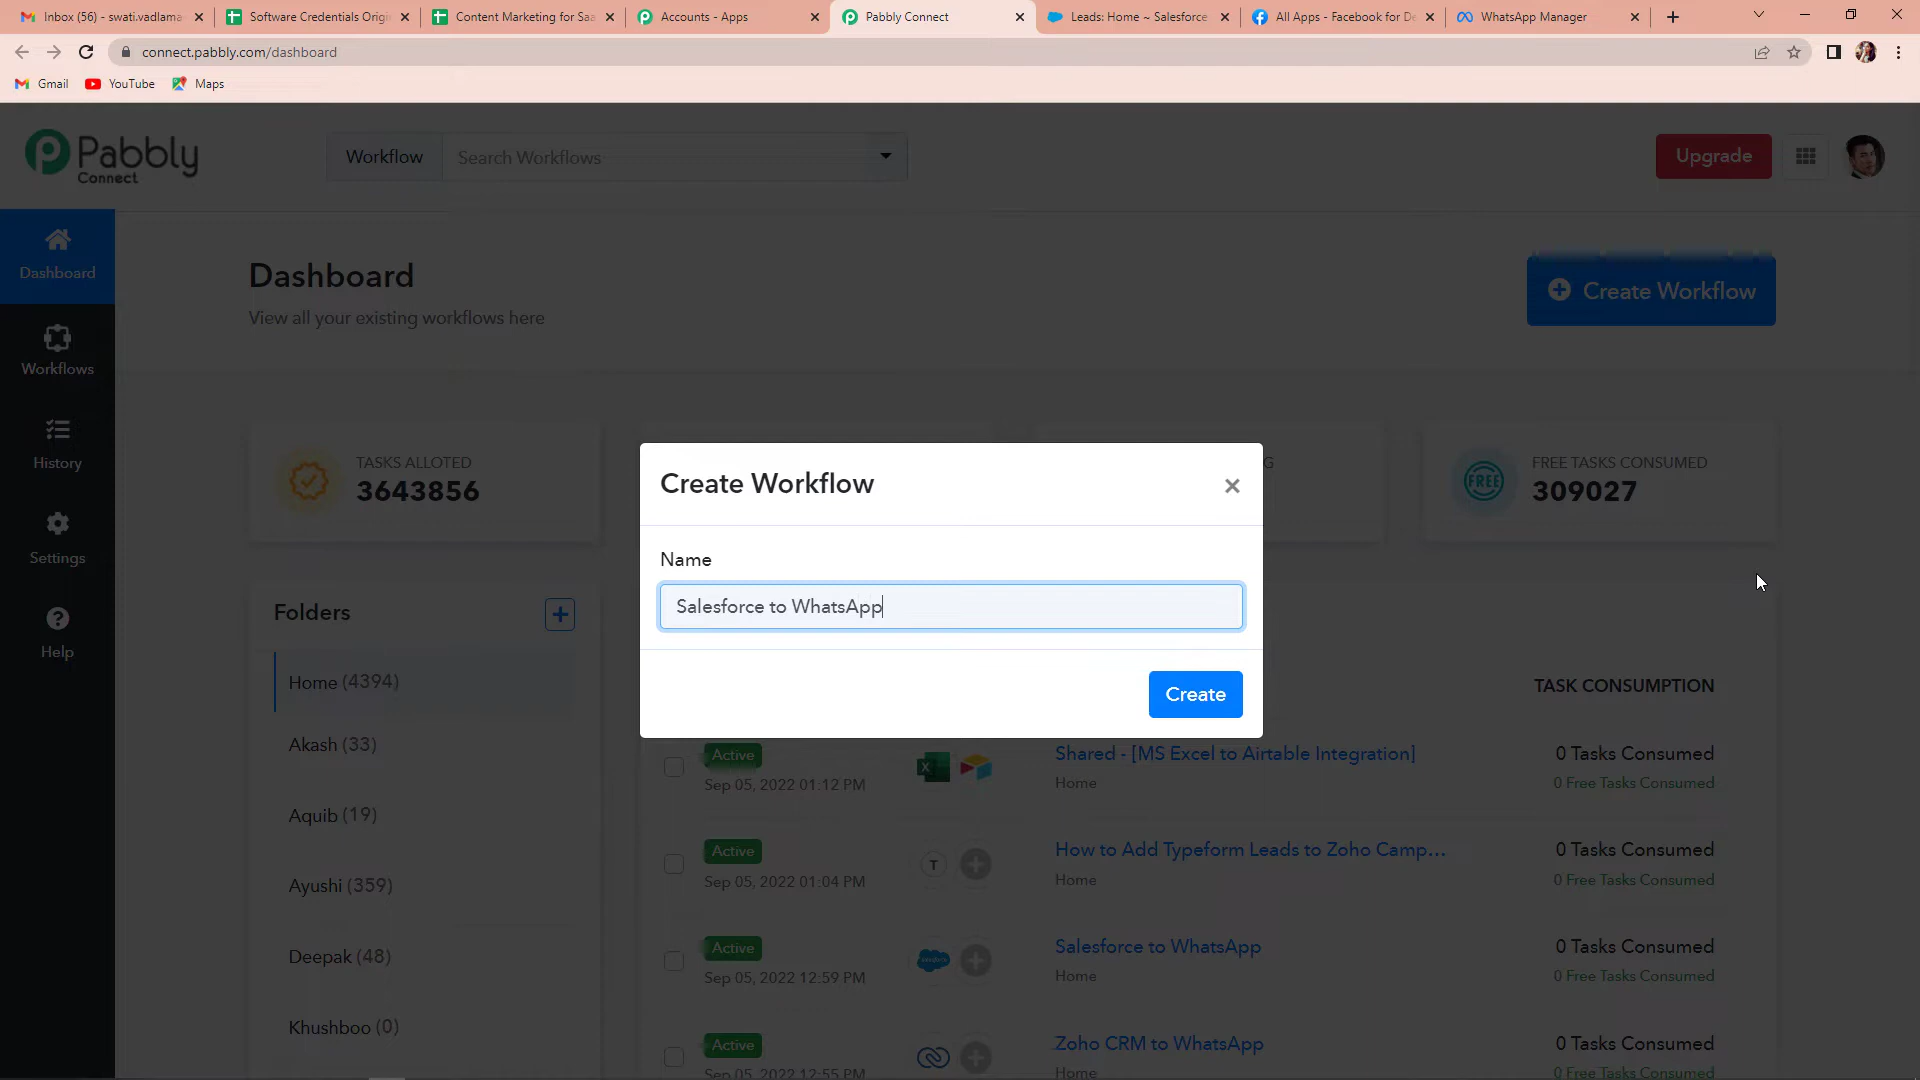 Inbox (56) - swati.vadlama
Software Credentials Origi
Content Marketing for Saa
Accounts - Apps
Pabbly Connect
Leads: Home ~ Salesforce
All Apps - Facebook for De
WhatsApp Manager
connect.pabbly.com/dashboard
Gmail
YouTube
Maps
Pabbly
Connect
Workflow
Search Workflows
Upgrade
Dashboard
Workflows
History
Settings
Help
Dashboard
View all your existing workflows here
Create Workflow
TASKS ALLOTED
3643856
G
FREE TASKS CONSUMED
FREE
309027
Create Workflow
×
Name
Salesforce to WhatsApp
Create
Folders
Home (4394)
Akash (33)
Aquib (19)
Ayushi (359)
Deepak (48)
Khushboo (0)
TASK CONSUMPTION
Active
Sep 05, 2022 01:12 PM
Shared - [MS Excel to Airtable Integration]
Home
0 Tasks Consumed
0 Free Tasks Consumed
Active
Sep 05, 2022 01:04 PM
T
How to Add Typeform Leads to Zoho Camp...
Home
0 Tasks Consumed
0 Free Tasks Consumed
Active
Sep 05, 2022 12:59 PM
Salesforce to WhatsApp
Home
0 Tasks Consumed
0 Free Tasks Consumed
Active
Sep 05, 2022 12:55 PM
Zoho CRM to WhatsApp
Home
0 Tasks Consumed
0 Free Tasks Consumed